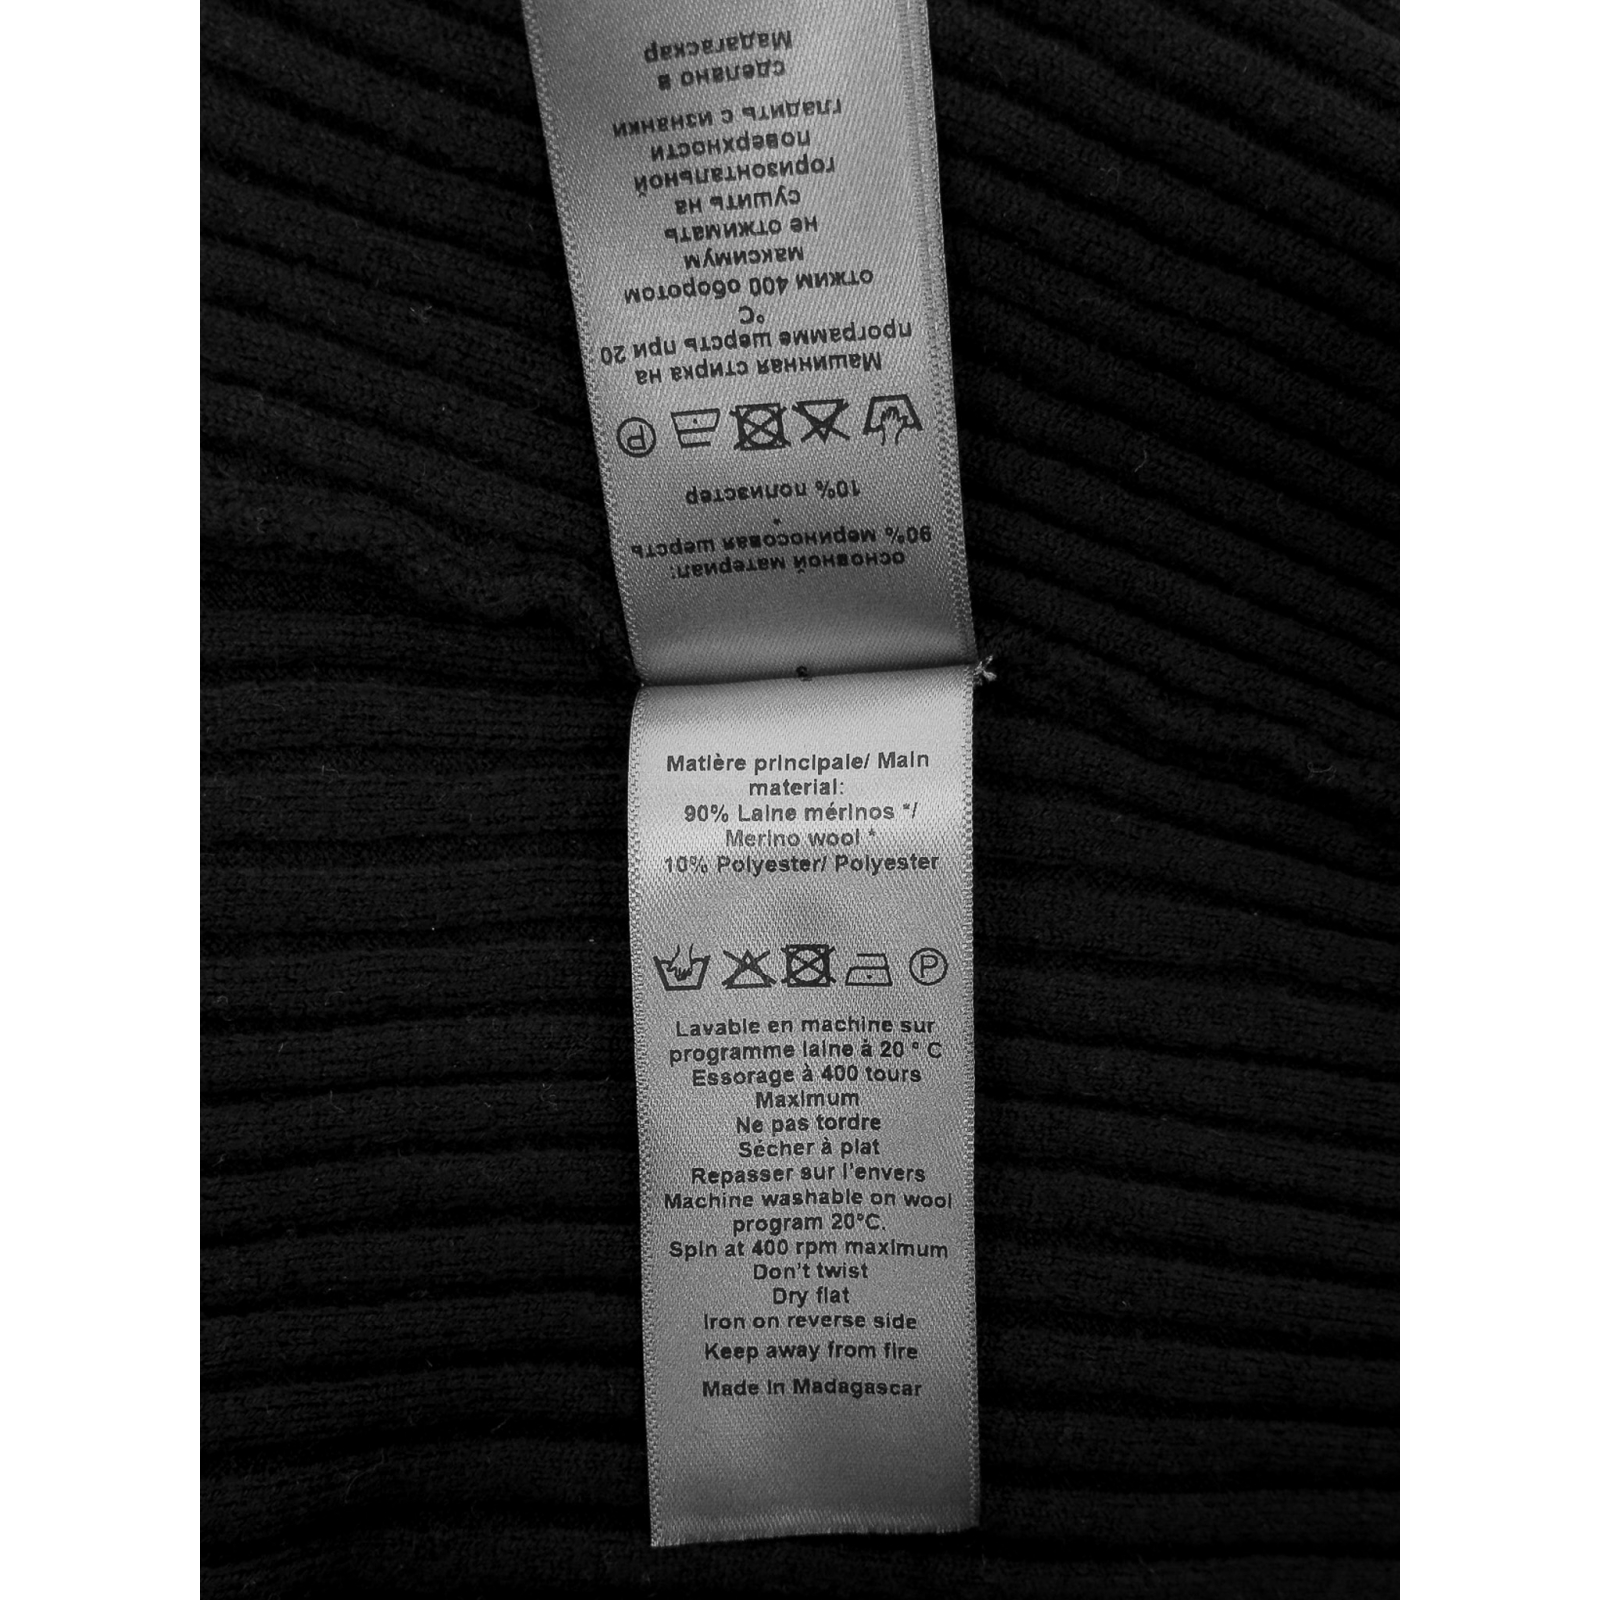 Мадагаскар
сделано в
гладить с изнанки
поверхности
горизонтальной
сушить на
не отжимать
максимум
отжим 400 оборотом
°C
программе шерсть при 20
Машинная стирка на
P
10% полиэстер
*
90% мериносовая шерсть
основной материал:
3
Matière principale/ Main
material:
90% Laine mérinos */
Merino wool *
10% Polyester/ Polyester
P
Lavable en machine sur
programme laine à 20 ° C
Essorage à 400 tours
Maximum
Ne pas tordre
Sécher à plat
Repasser sur l'envers
Machine washable on wool
program 20°C.
Spin at 400 rpm maximum
Don't twist
Dry flat
Iron on reverse side
Keep away from fire
Made in Madagascar